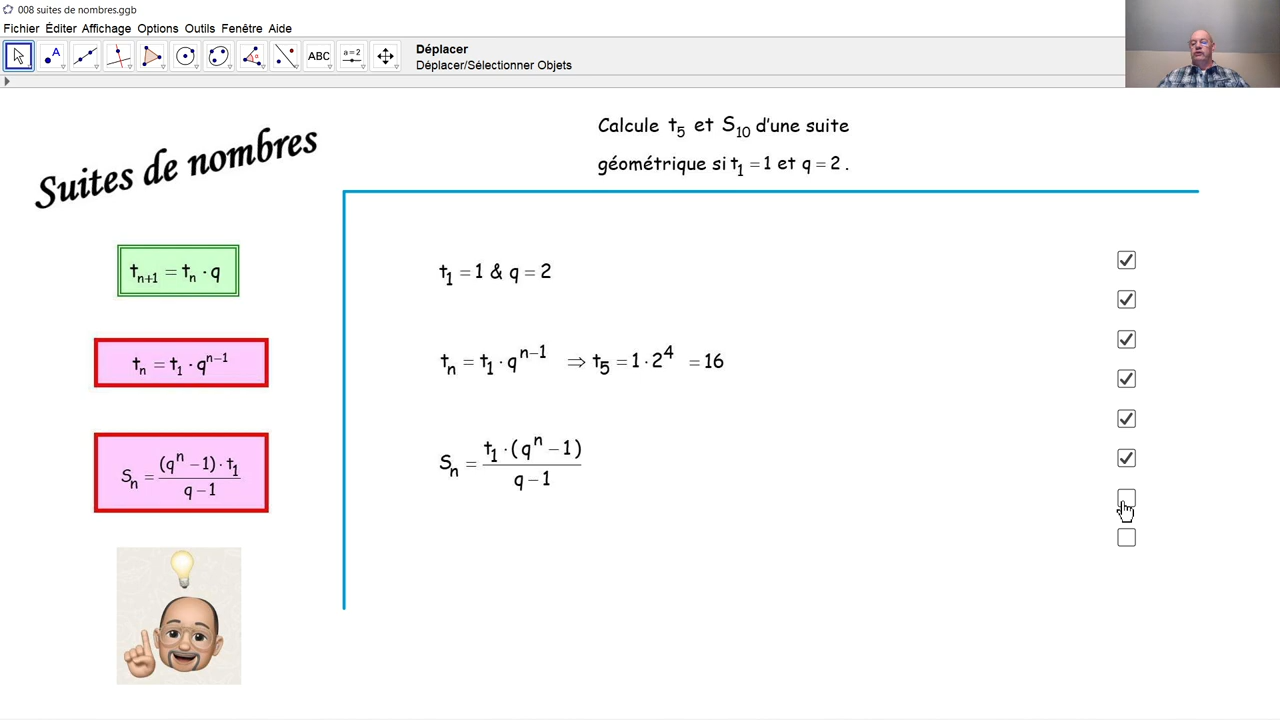 008 suites de nombres.ggb
Fichier Éditer Affichage Options Outils Fenêtre Aide
A ABC a=2 Déplacer
Déplacer/Sélectionner Objets
Suites de nombres
Calcule t₅ et S₁₀ d'une suite
géométrique si t₁ = 1 et q = 2 .
tₙ₊₁ = tₙ · q
tₙ = t₁ · qⁿ⁻¹
Sₙ = (qⁿ − 1) · t₁ / q − 1
t₁ = 1 & q = 2
tₙ = t₁ · qⁿ⁻¹ ⇒ t₅ = 1 · 2⁴ = 16
Sₙ = t₁ · (qⁿ − 1) / q − 1